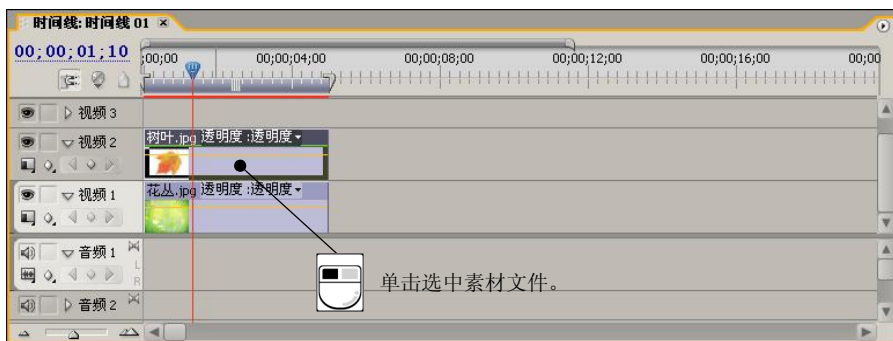 时间线: 时间线 01
00;00;01;10
;00;00 00;00;04;00 00;00;08;00 00;00;12;00 00;00;16;00 00;00
视频 3
视频 2
树叶.jpg 透明度:透明度
视频 1
花丛.jpg 透明度:透明度
音频 1
L
R
单击选中素材文件。
音频 2